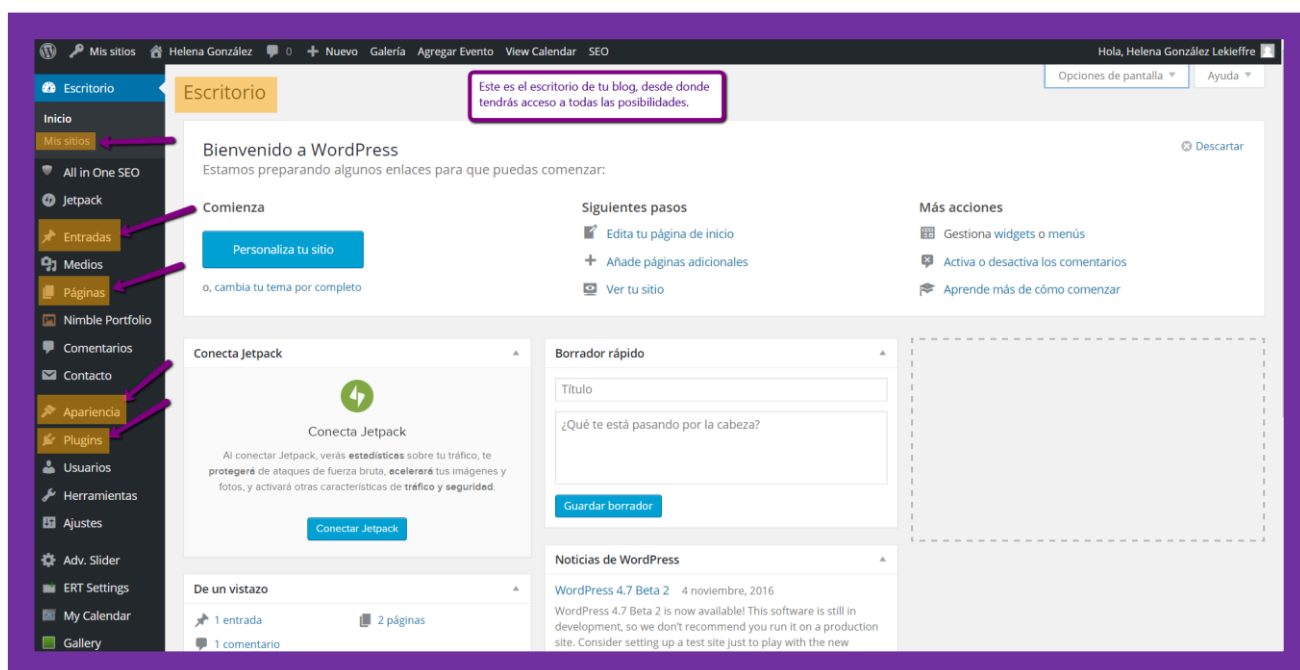 Mis sitios Helena González 0 + Nuevo Galería Agregar Evento View Calendar SEO Hola, Helena González Lekieffre
Escritorio
Inicio
Mis sitios
All in One SEO
Jetpack
Entradas
Medios
Páginas
Nimble Portfolio
Comentarios
Contacto
Apariencia
Plugins
Usuarios
Herramientas
Ajustes
Adv. Slider
ERT Settings
My Calendar
Gallery
Escritorio
Este es el escritorio de tu blog, desde donde
tendrás acceso a todas las posibilidades.
Opciones de pantalla Ayuda
Bienvenido a WordPress
Descartar
Estamos preparando algunos enlaces para que puedas comenzar:
Comienza
Personaliza tu sitio
o, cambia tu tema por completo
Siguientes pasos
Edita tu página de inicio
Añade páginas adicionales
Ver tu sitio
Más acciones
Gestiona widgets o menús
Activa o desactiva los comentarios
Aprende más de cómo comenzar
Conecta Jetpack
Conecta Jetpack
Al conectar Jetpack, verás estadísticas sobre tu tráfico, te
protegerá de ataques de fuerza bruta, acelerará tus imágenes y
fotos, y activará otras características de tráfico y seguridad.
Conectar Jetpack
De un vistazo
1 entrada 2 páginas
1 comentario
Borrador rápido
Título
¿Qué te está pasando por la cabeza?
Guardar borrador
Noticias de WordPress
WordPress 4.7 Beta 2 4 noviembre, 2016
WordPress 4.7 Beta 2 is now available! This software is still in
development, so we don't recommend you run it on a production
site. Consider setting up a test site just to play with the new